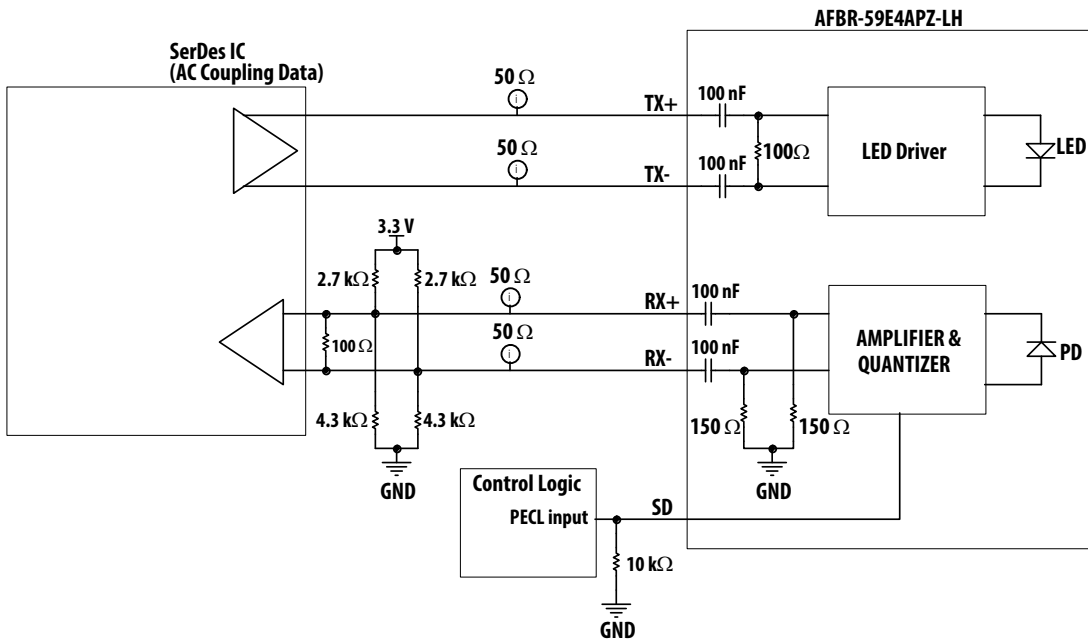 AFBR-59E4APZ-LH
SerDes IC
(AC Coupling Data)
50 Ω
i
TX+
100 nF
50 Ω
i
TX-
100 nF
100Ω
LED Driver
LED
3.3 V
2.7 kΩ
2.7 kΩ
50 Ω
i
RX+
100 nF
100Ω
50 Ω
i
RX-
100 nF
AMPLIFIER &
QUANTIZER
PD
4.3 kΩ
4.3 kΩ
150 Ω
150 Ω
GND
GND
Control Logic
PECL input
SD
10 kΩ
GND